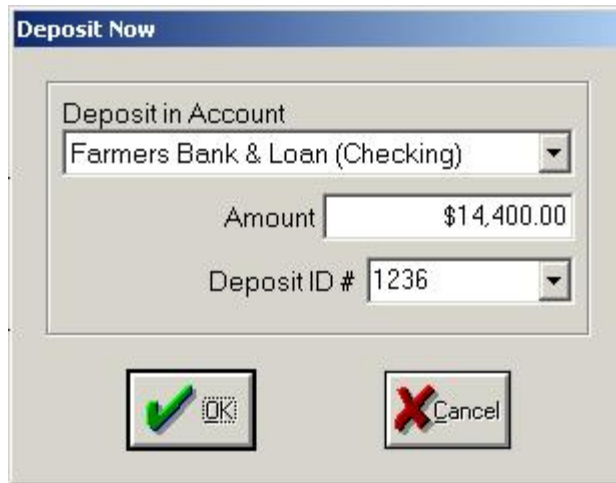 Deposit Now
Deposit in Account
Farmers Bank & Loan (Checking)
Amount $14,400.00
Deposit ID # 1236
OK Cancel